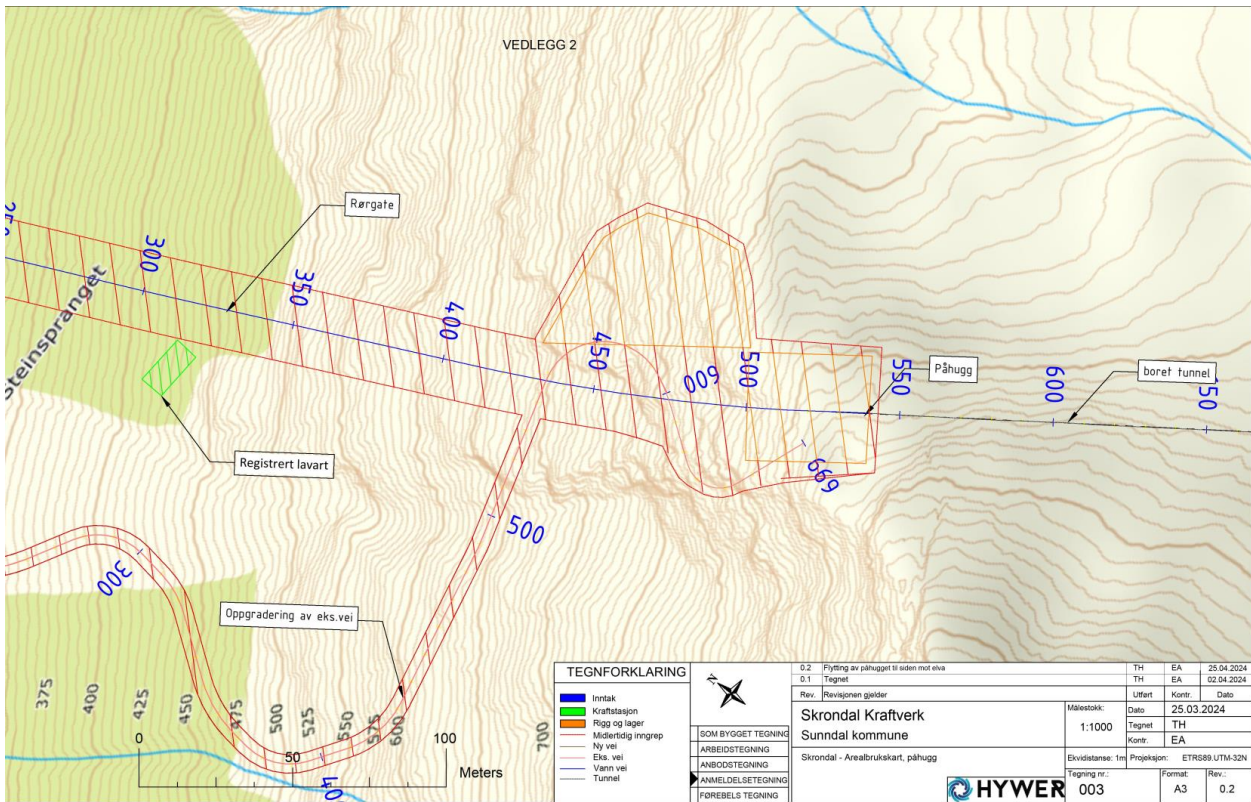 VEDLEGG 2
Rørgate
250
300
350
400
450
500
550
600
650
Steinspranget
600
Påhugg
boret tunnel
699
Registrert lavart
500
300
Oppgradering av eks.vei
375
400
425
450
475
500
525
550
575
600
700
0
50
100
Meters
TEGNFORKLARING
Inntak
Kraftstasjon
Rigg og lager
Midlertidig inngrep
Ny vei
Eks. vei
Vann vei
Tunnel
N
SOM BYGGET TEGNING
ARBEIDSTEGNING
ANBODSTEGNING
ANMELDELSETEGNING
FØREBELS TEGNING
0.2 Flytting av påhugget til siden mot elva TH EA 25.04.2024
0.1 Tegnet TH EA 02.04.2024
Rev. Revisjonen gjelder Utført Kontr. Dato
Skrondal Kraftverk
Sunndal kommune
Målestokk:
1:1000
Dato 25.03.2024
Tegnet TH
Kontr. EA
Skrondal - Arealbrukskart, påhugg
Ekvidistanse: 1m Projeksjon: ETRS89.UTM-32N
HYWER
Tegning nr.: 003
Format: A3
Rev.: 0.2